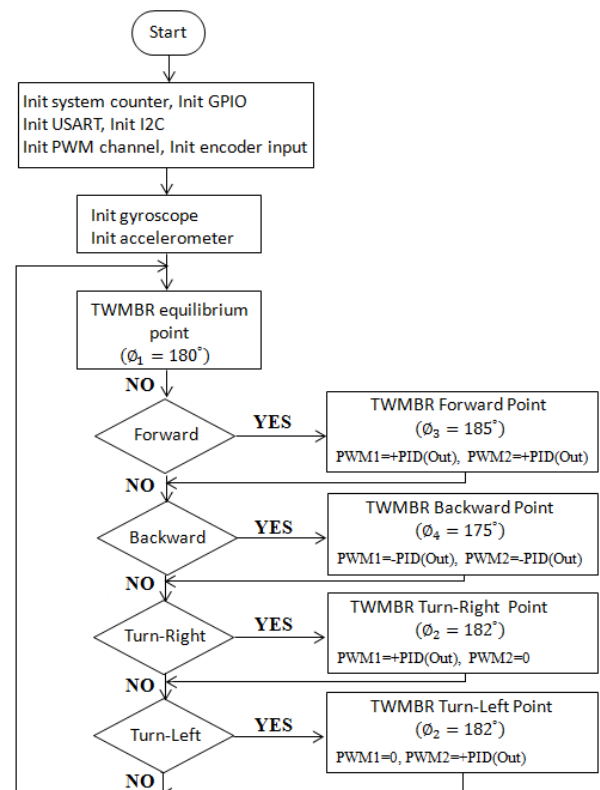 Start
Init system counter, Init GPIO
Init USART, Init I2C
Init PWM channel, Init encoder input
Init gyroscope
Init accelerometer
TWMBR equilibrium
point
(∅₁ = 180°)
NO
Forward
YES
TWMBR Forward Point
(∅₃ = 185°)
PWM1=+PID(Out), PWM2=+PID(Out)
NO
Backward
YES
TWMBR Backward Point
(∅₄ = 175°)
PWM1=-PID(Out), PWM2=-PID(Out)
NO
Turn-Right
YES
TWMBR Turn-Right Point
(∅₂ = 182°)
PWM1=+PID(Out), PWM2=0
NO
Turn-Left
YES
TWMBR Turn-Left Point
(∅₂ = 182°)
PWM1=0, PWM2=+PID(Out)
NO